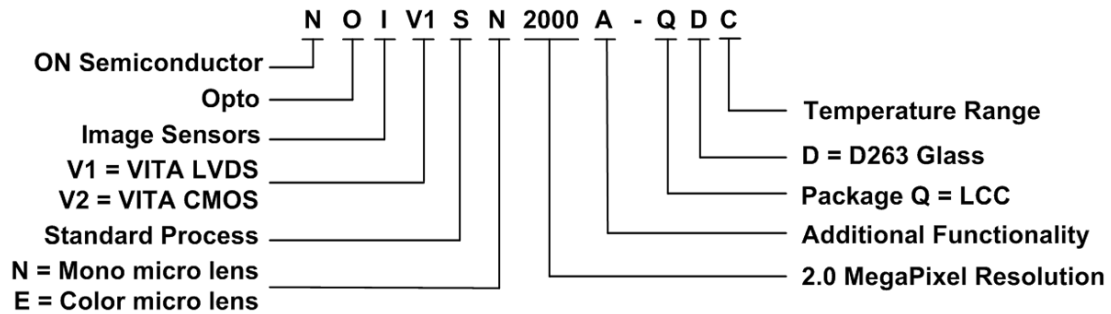 N O I V1 S N 2000 A - Q D C
ON Semiconductor
Opto
Image Sensors
V1 = VITA LVDS
V2 = VITA CMOS
Standard Process
N = Mono micro lens
E = Color micro lens
Temperature Range
D = D263 Glass
Package Q = LCC
Additional Functionality
2.0 MegaPixel Resolution